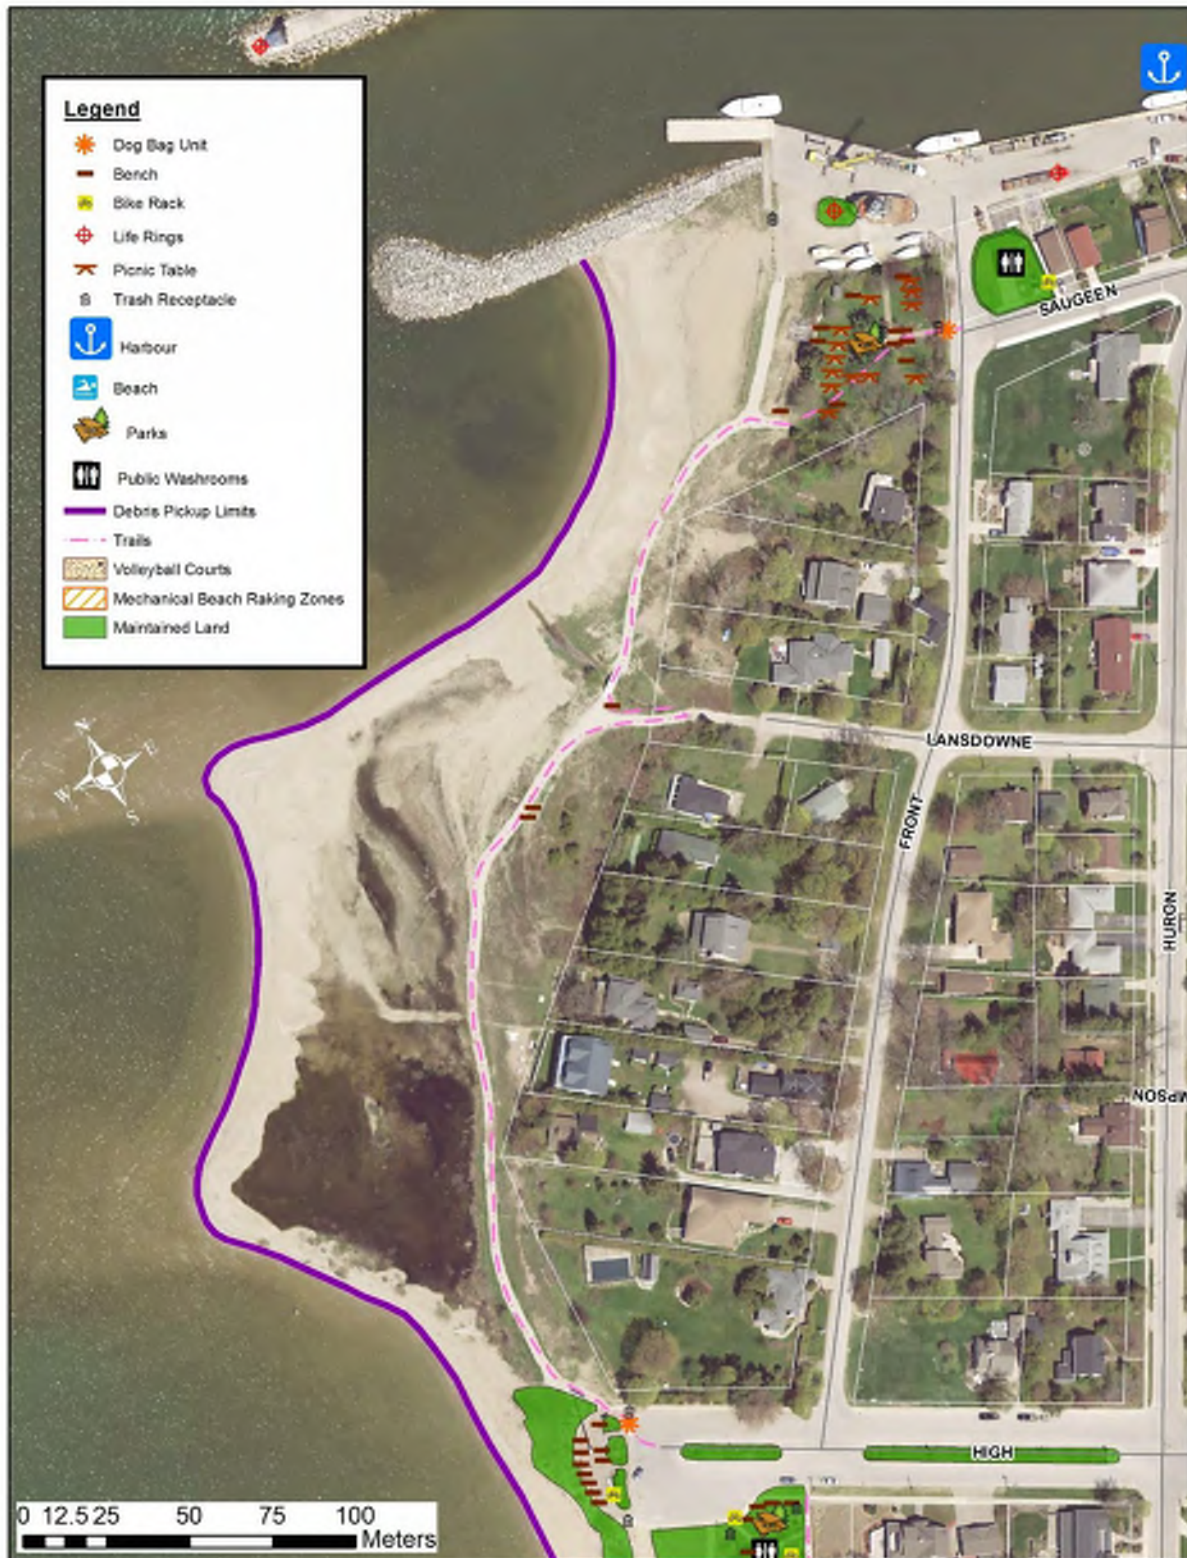 Legend
Dog Bag Unit
Bench
Bike Rack
Life Rings
Picnic Table
Trash Receptacle
Harbour
Beach
Parks
Public Washrooms
Debris Pickup Limits
Trails
Volleyball Courts
Mechanical Beach Raking Zones
Maintained Land
SAUGEEN
LANSDOWNE
FRONT
HURON
N
E
W
S
MPSON
HIGH
0 12.5 25 50 75 100
Meters